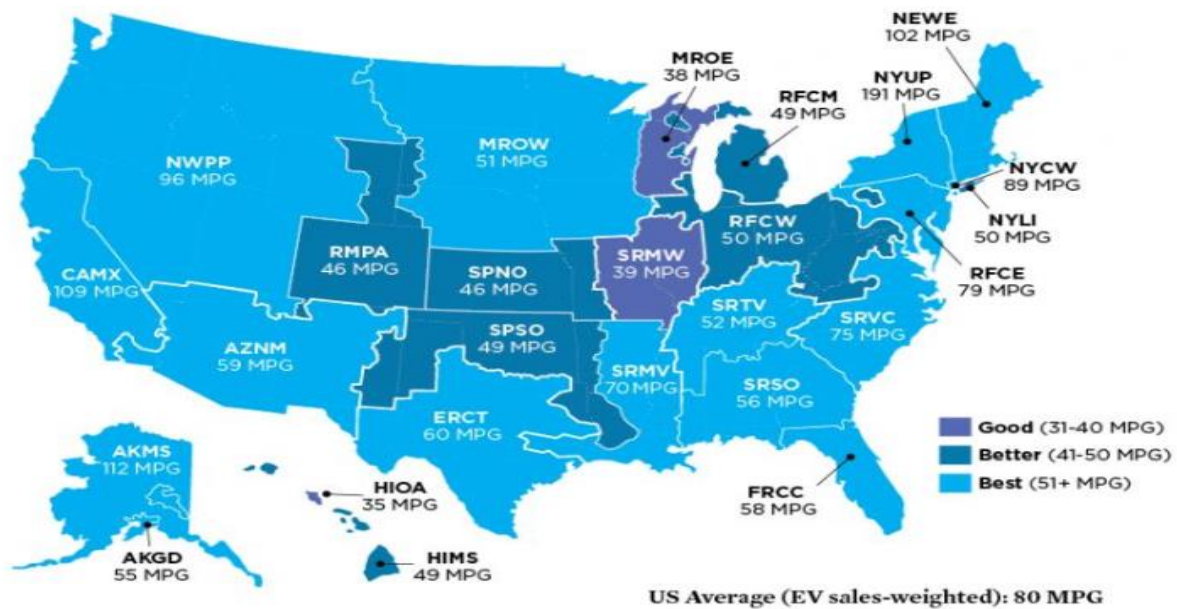 NEWE
102 MPG
MROE
38 MPG
NYUP
191 MPG
RFCM
49 MPG
NWPP
96 MPG
MROW
51 MPG
NYCW
89 MPG
NYLI
50 MPG
RFCW
50 MPG
RMPA
46 MPG
SPNO
46 MPG
SRMW
39 MPG
RFCE
79 MPG
CAMX
109 MPG
SRTV
52 MPG
SRVC
75 MPG
SPSO
49 MPG
AZNM
59 MPG
SRMV
70 MPG
SRSO
56 MPG
ERCT
60 MPG
Good (31-40 MPG)
Better (41-50 MPG)
Best (51+ MPG)
AKMS
112 MPG
HIOA
35 MPG
FRCC
58 MPG
AKGD
55 MPG
HIMS
49 MPG
US Average (EV sales-weighted): 80 MPG